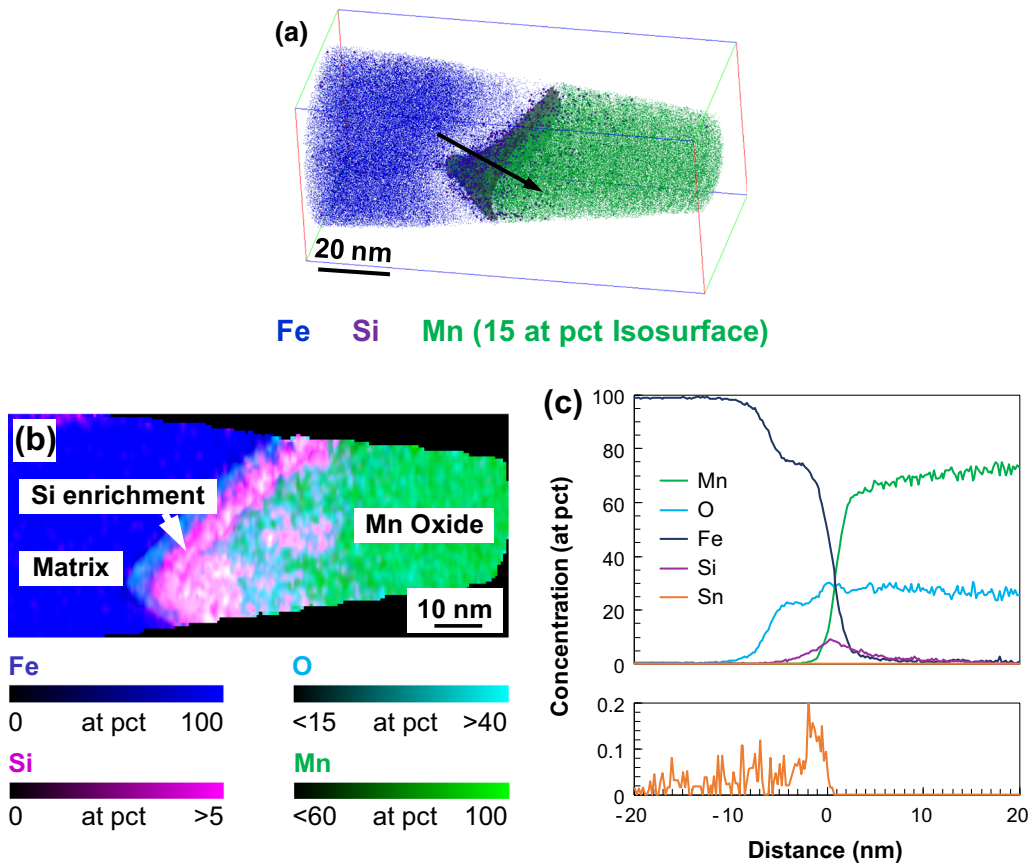 (a)
20 nm
Fe Si Mn (15 at pct Isosurface)
(b)
Si enrichment
Mn Oxide
Matrix
10 nm
Fe
0 at pct 100
O
<15 at pct >40
Si
0 at pct >5
Mn
<60 at pct 100
(c)
100
80
60
40
20
0
Mn
O
Fe
Si
Sn
Concentration (at pct)
0.2
0.1
0
-20 -10 0 10 20
Distance (nm)